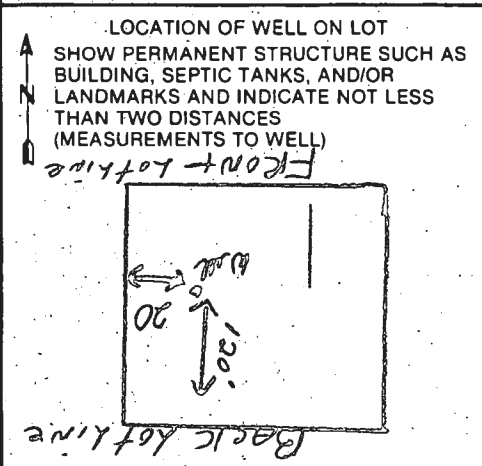 LOCATION OF WELL ON LOT
SHOW PERMANENT STRUCTURE SUCH AS
BUILDING, SEPTIC TANKS, AND/OR
LANDMARKS AND INDICATE NOT LESS
THAN TWO DISTANCES
(MEASUREMENTS TO WELL)
N
FRONT Lot Line
Well
20
120'
BACK Lot Line